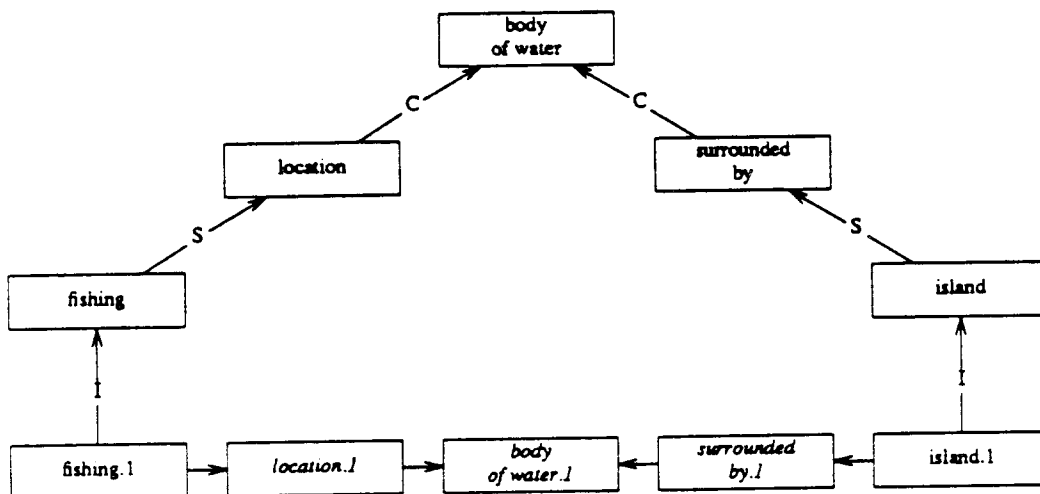 body
of water
C
C
location
surrounded
by
S
S
fishing
island
I
I
fishing.1
location.1
body
of water.1
surrounded
by.1
island.1